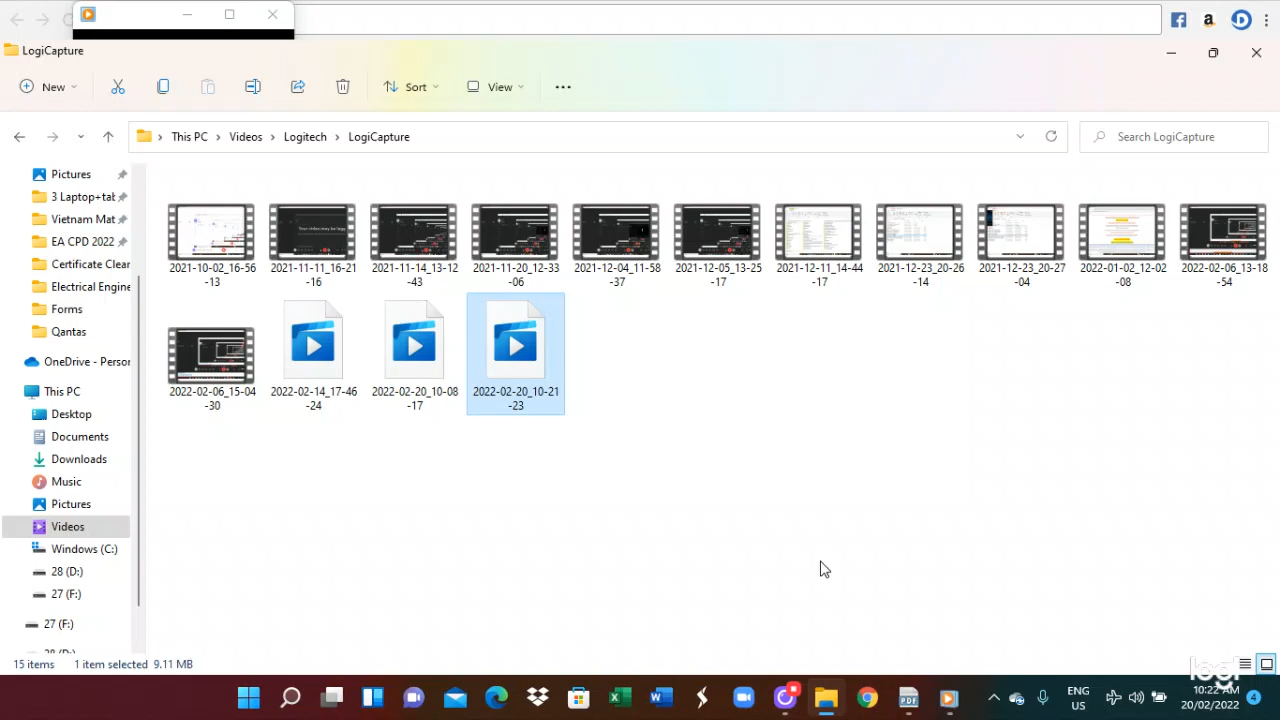 LogiCapture
New
Sort
View
This PC
Videos
Logitech
LogiCapture
Search LogiCapture
Pictures
3 Laptop+tab
Vietnam Mat
EA CPD 2022
Certificate Clear
Electrical Engine
Forms
Qantas
OneDrive - Person
This PC
Desktop
Documents
Downloads
Music
Pictures
Videos
Windows (C:)
28 (D:)
27 (F:)
27 (F:)
28 (D:)
2021-10-02_16-56
-13
2021-11-11_16-21
-16
2021-11-14_13-12
-43
2021-11-20_12-33
-06
2021-12-04_11-58
-37
2021-12-05_13-25
-17
2021-12-11_14-44
-17
2021-12-23_20-26
-14
2021-12-23_20-27
-04
2022-01-02_12-02
-08
2022-02-06_13-18
-54
2022-02-06_15-04
-30
2022-02-14_17-46
-24
2022-02-20_10-08
-17
2022-02-20_10-21
-23
15 items
1 item selected 9.11 MB
logi
PDF
ENG
US
10:22 AM
20/02/2022
4